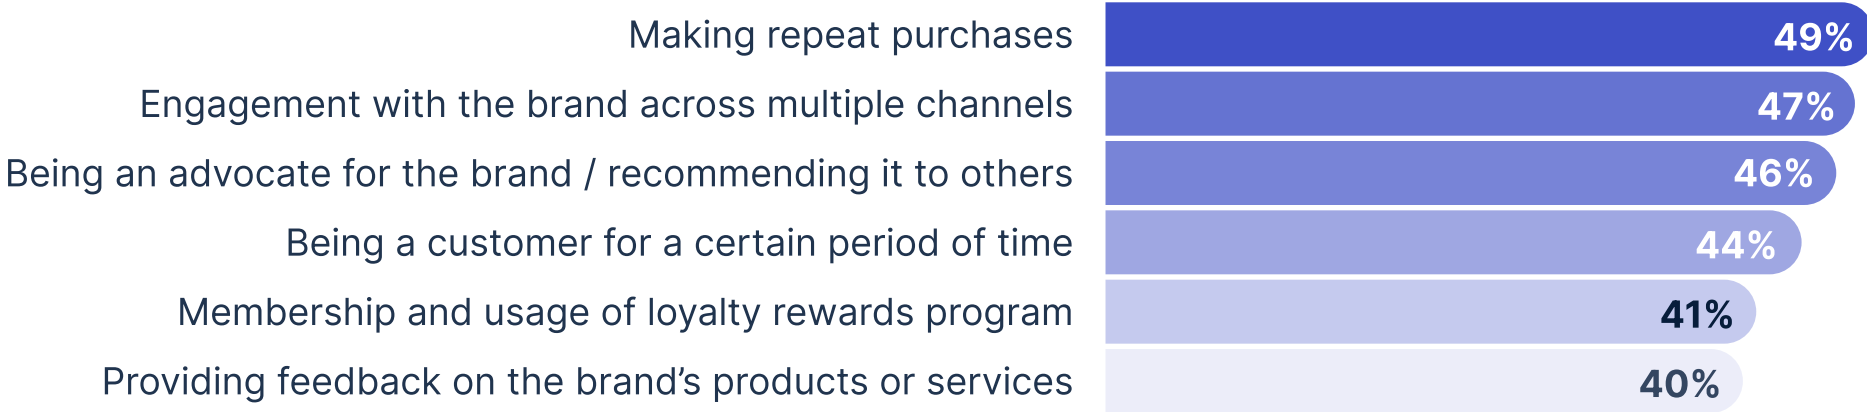 Making repeat purchases 49%
Engagement with the brand across multiple channels 47%
Being an advocate for the brand / recommending it to others 46%
Being a customer for a certain period of time 44%
Membership and usage of loyalty rewards program 41%
Providing feedback on the brand’s products or services 40%